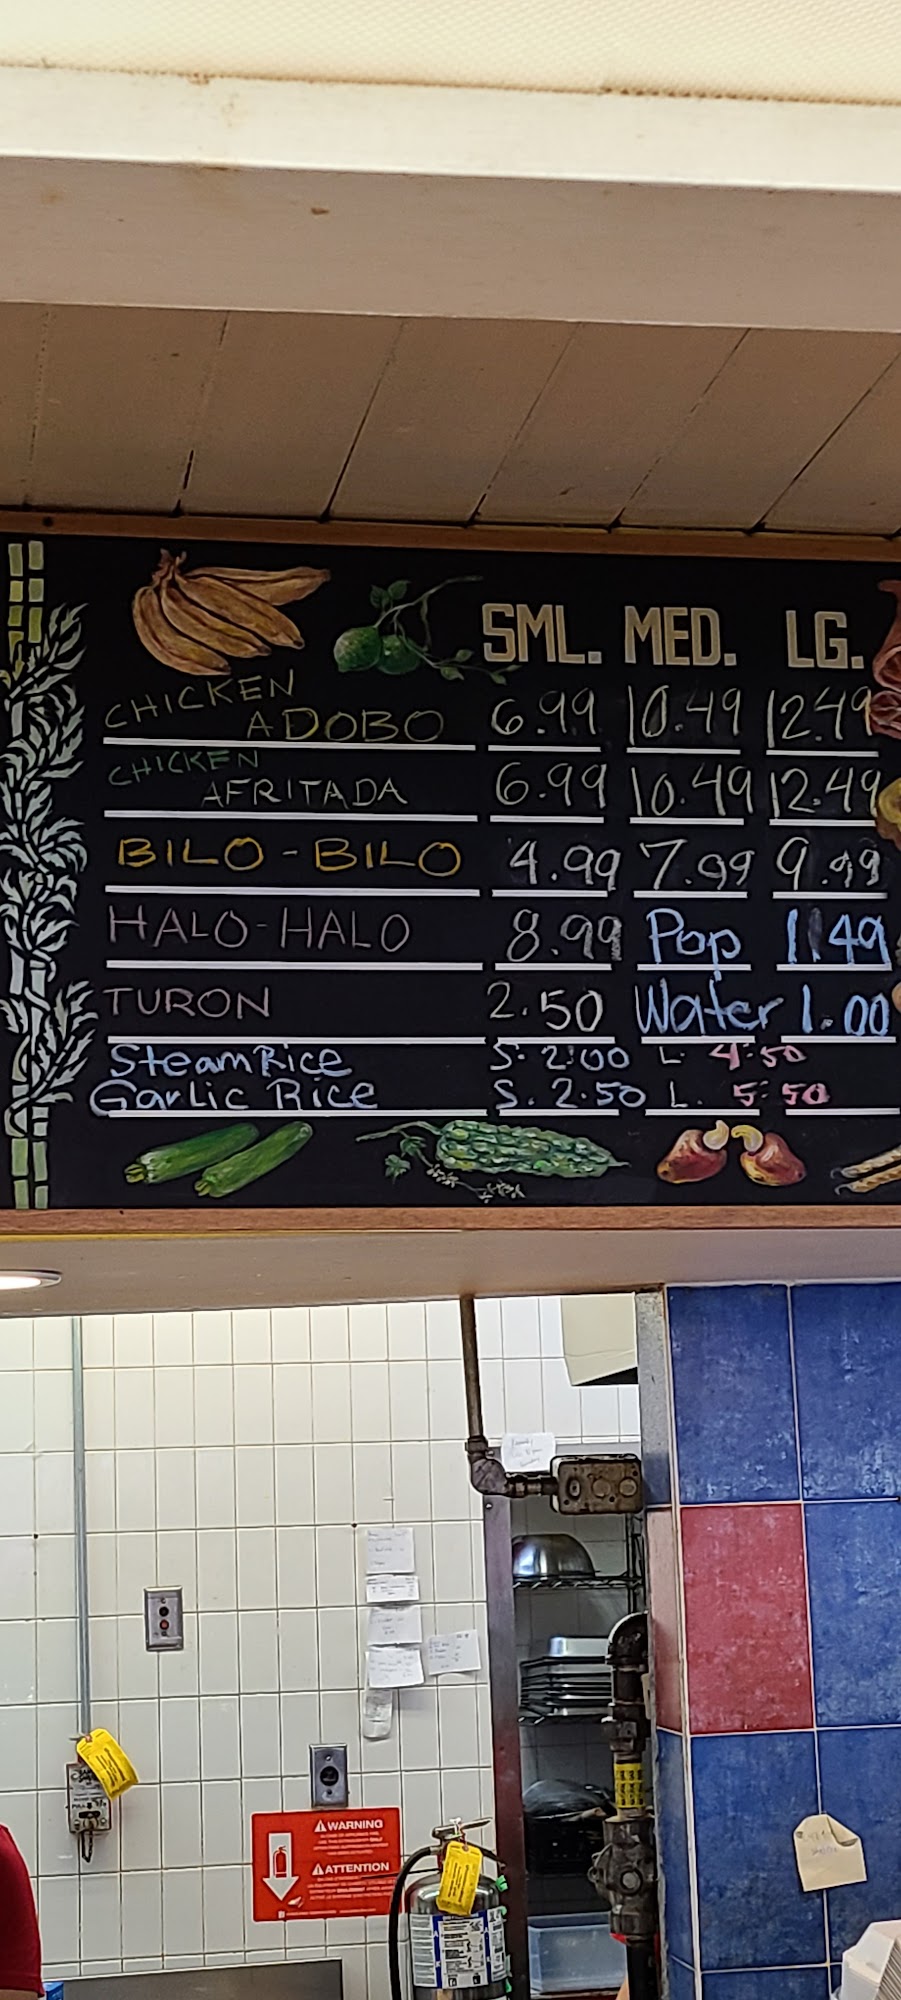 SML. MED. LG.
CHICKEN
ADOBO 6.99 10.49 12.49
CHICKEN
AFRITADA 6.99 10.49 12.49
BILO-BILO 4.99 7.99 9.99
HALO-HALO 8.99 Pop 1.49
TURON 2.50 Water 1.00
Steam Rice S. 2.00 L. 4.50
Garlic Rice S. 2.50 L. 5.50
WARNING
ATTENTION